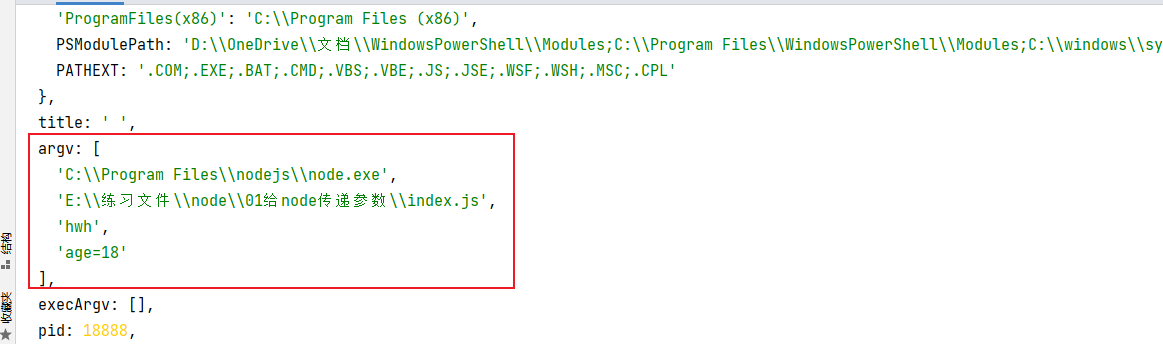 'ProgramFiles(x86)': 'C:\\Program Files (x86)',
PSModulePath: 'D:\\OneDrive\\文档\\WindowsPowerShell\\Modules;C:\\Program Files\\WindowsPowerShell\\Modules;C:\\windows\\sy
PATHEXT: '.COM;.EXE;.BAT;.CMD;.VBS;.VBE;.JS;.JSE;.WSF;.WSH;.MSC;.CPL'
},
title: ' ',
argv: [
'C:\\Program Files\\nodejs\\node.exe',
'E:\\练习文件\\node\\01给node传递参数\\index.js',
'hwh',
'age=18'
],
execArgv: [],
pid: 18888,
结构
收藏夹